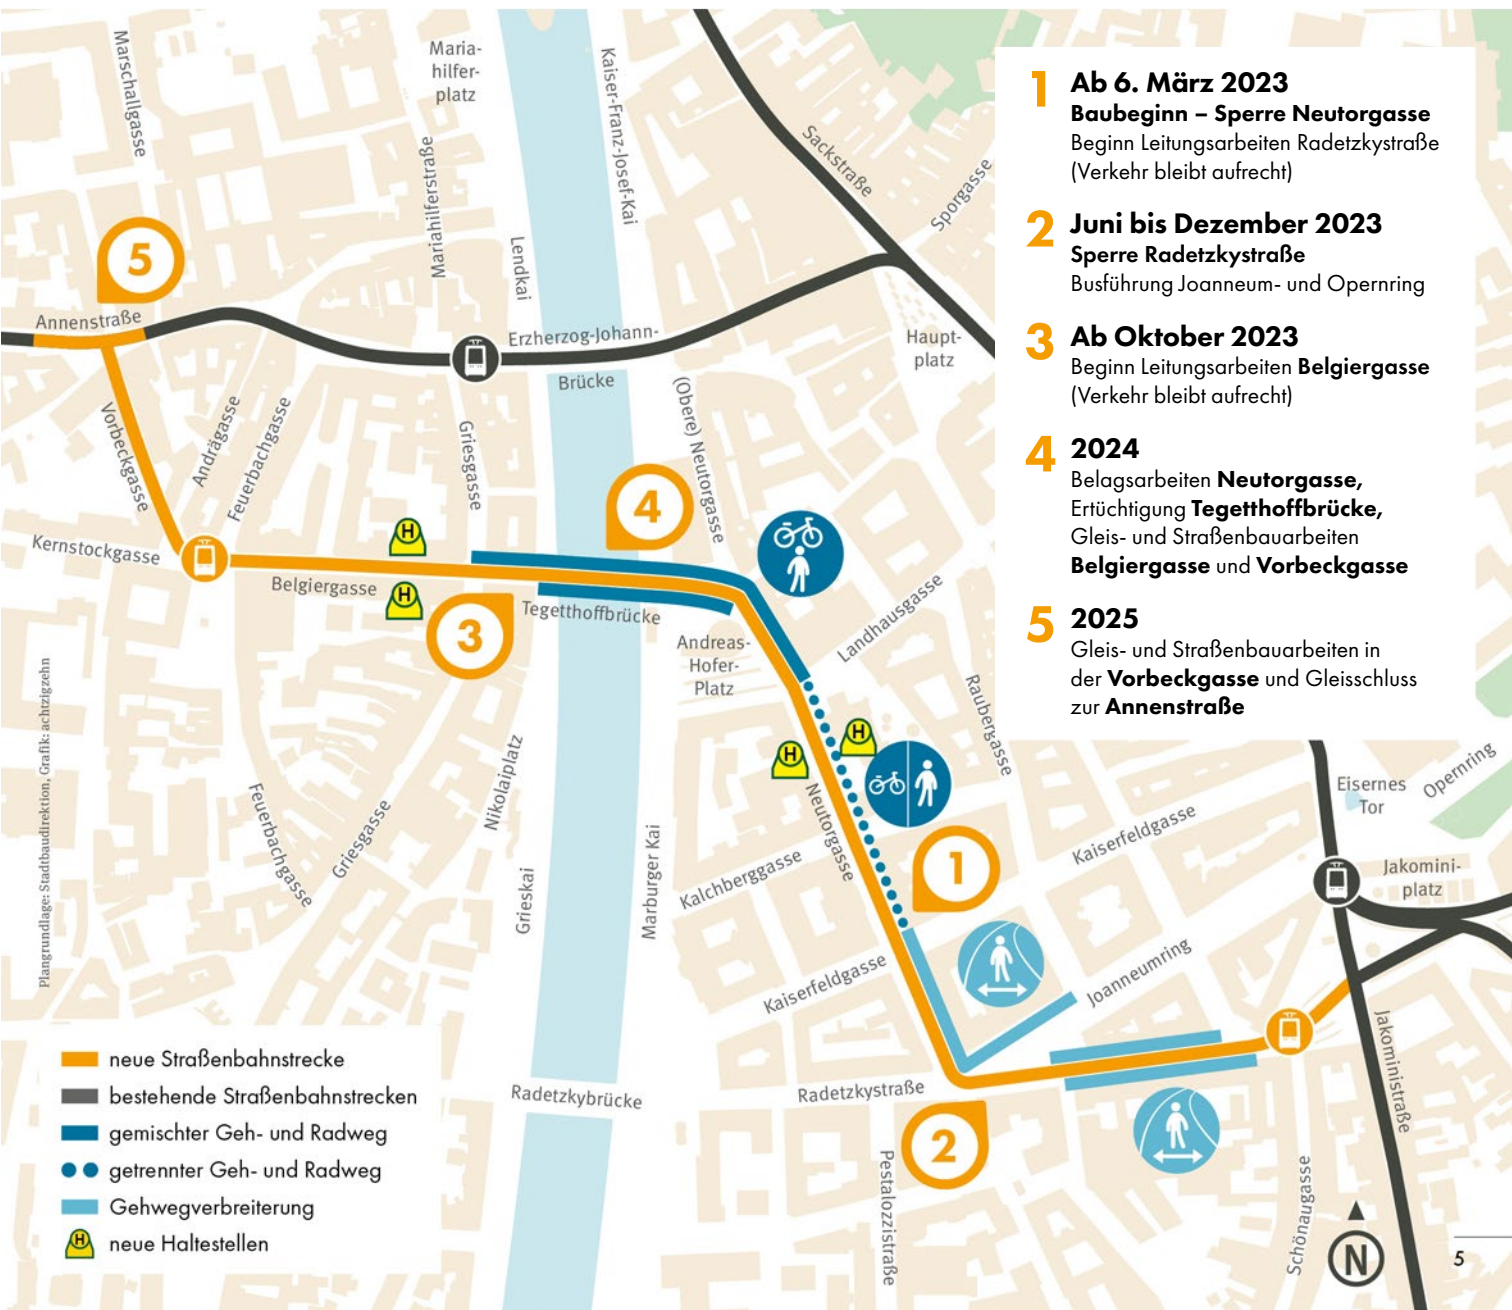 Marschallgasse
Maria-
hilfer-
platz
Mariahilferstraße
Lendkai
Kaiser-Franz-Josef-Kai
Sackstraße
Sporgasse
1 Ab 6. März 2023
Baubeginn – Sperre Neutorgasse
Beginn Leitungsarbeiten Radetzkystraße
(Verkehr bleibt aufrecht)
2 Juni bis Dezember 2023
Sperre Radetzkystraße
Busführung Joanneum- und Opernring
3 Ab Oktober 2023
Beginn Leitungsarbeiten Belgiergasse
(Verkehr bleibt aufrecht)
4 2024
Belagsarbeiten Neutorgasse,
Ertüchtigung Tegetthoffbrücke,
Gleis- und Straßenbauarbeiten
Belgiergasse und Vorbeckgasse
5 2025
Gleis- und Straßenbauarbeiten in
der Vorbeckgasse und Gleisschluss
zur Annenstraße
5
Annenstraße
Erzherzog-Johann-
Brücke
Haupt-
platz
Vorbeckgasse
Andrägasse
Feuerbachgasse
Griesgasse
(Obere) Neutorgasse
4
Kernstockgasse
H
Belgiergasse
H
3
Tegetthoffbrücke
Andreas-
Hofer-
Platz
Landhausgasse
Raubergasse
H
H
Neutorgasse
Nikolaiplatz
Feuerbachgasse
Griesgasse
Grieskai
Marburger Kai
Kalchberggasse
1
Kaiserfeldgasse
Kaiserfeldgasse
Eisernes
Tor
Opernring
Jakomini-
platz
Joanneumring
Jakoministraße
Radetzkybrücke
Radetzkystraße
2
Pestalozzistraße
Schönaugasse
N
5
Plangrundlage: Stadtbaudirektion, Grafik: achtzigzehn
neue Straßenbahnstrecke
bestehende Straßenbahnstrecken
gemischter Geh- und Radweg
getrennter Geh- und Radweg
Gehwegverbreiterung
H neue Haltestellen